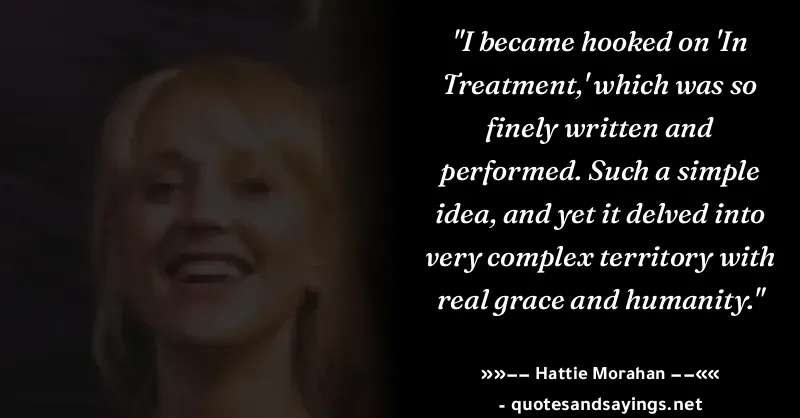 "I became hooked on 'In
Treatment,' which was so
finely written and
performed. Such a simple
idea, and yet it delved into
very complex territory with
real grace and humanity."
»»–– Hattie Morahan ––««
- quotesandsayings.net